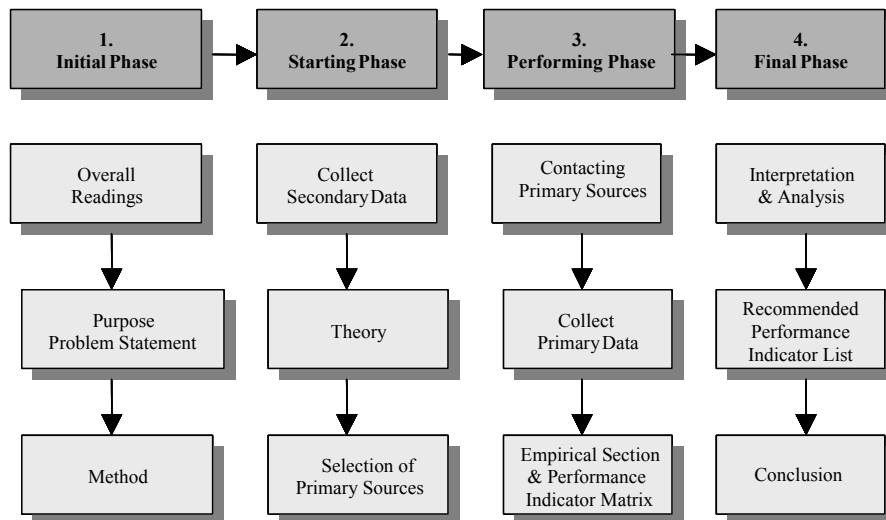 1.
Initial Phase
2.
Starting Phase
3.
Performing Phase
4.
Final Phase
Overall
Readings
Collect
Secondary Data
Contacting
Primary Sources
Interpretation
& Analysis
Purpose
Problem Statement
Theory
Collect
Primary Data
Recommended
Performance
Indicator List
Method
Selection of
Primary Sources
Empirical Section
& Performance
Indicator Matrix
Conclusion